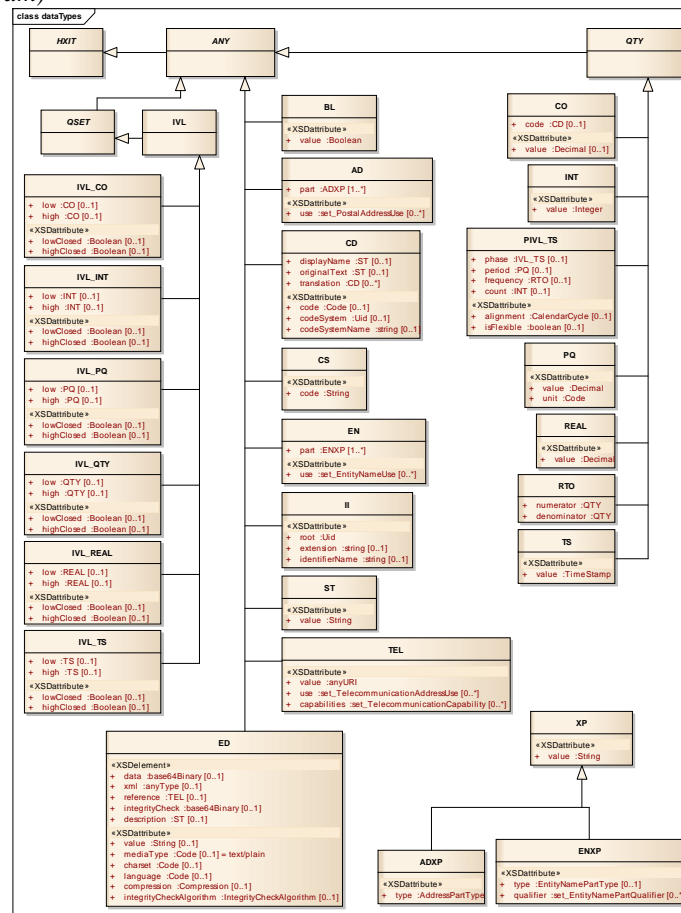 class dataTypes
HXIT
ANY
QTY
QSET
IVL
IVL_CO
+ low :CO [0..1]
+ high :CO [0..1]
«XSDattribute»
+ lowClosed :Boolean [0..1]
+ highClosed :Boolean [0..1]
IVL_INT
+ low :INT [0..1]
+ high :INT [0..1]
«XSDattribute»
+ lowClosed :Boolean [0..1]
+ highClosed :Boolean [0..1]
IVL_PQ
+ low :PQ [0..1]
+ high :PQ [0..1]
«XSDattribute»
+ lowClosed :Boolean [0..1]
+ highClosed :Boolean [0..1]
IVL_QTY
+ low :QTY [0..1]
+ high :QTY [0..1]
«XSDattribute»
+ lowClosed :Boolean [0..1]
+ highClosed :Boolean [0..1]
IVL_REAL
+ low :REAL [0..1]
+ high :REAL [0..1]
«XSDattribute»
+ lowClosed :Boolean [0..1]
+ highClosed :Boolean [0..1]
IVL_TS
+ low :TS [0..1]
+ high :TS [0..1]
«XSDattribute»
+ lowClosed :Boolean [0..1]
+ highClosed :Boolean [0..1]
BL
«XSDattribute»
+ value :Boolean
AD
+ part :ADXP [1..*]
«XSDattribute»
+ use :set_PostalAddressUse [0..*]
CD
+ displayName :ST [0..1]
+ originalText :ST [0..1]
+ translation :CD [0..*]
«XSDattribute»
+ code :Code [0..1]
+ codeSystem :Uid [0..1]
+ codeSystemName :string [0..1]
CS
«XSDattribute»
+ code :String
EN
+ part :ENXP [1..*]
«XSDattribute»
+ use :set_EntityNameUse [0..*]
II
«XSDattribute»
+ root :Uid
+ extension :string [0..1]
+ identifierName :string [0..1]
ST
«XSDattribute»
+ value :String
TEL
«XSDattribute»
+ value :anyURI
+ use :set_TelecommunicationAddressUse [0..*]
+ capabilities :set_TelecommunicationCapability [0..*]
CO
+ code :CD [0..1]
«XSDattribute»
+ value :Decimal [0..1]
INT
+ value :Integer
PIVL_TS
+ phase :IVL_TS [0..1]
+ period :PQ [0..1]
+ frequency :RTO [0..1]
+ count :INT [0..1]
«XSDattribute»
+ alignment :CalendarCycle [0..1]
+ isFlexible :boolean [0..1]
PQ
«XSDattribute»
+ value :Decimal
+ unit :Code
REAL
«XSDattribute»
+ value :Decimal
RTO
+ numerator :QTY
+ denominator :QTY
TS
«XSDattribute»
+ value :TimeStamp
ED
«XSDelement»
+ data :base64Binary [0..1]
+ xml :anyType [0..1]
+ reference :TEL [0..1]
+ integrityCheck :base64Binary [0..1]
+ description :ST [0..1]
«XSDattribute»
+ value :String [0..1]
+ mediaType :Code [0..1] = text/plain
+ charset :Code [0..1]
+ language :Code [0..1]
+ compression :Compression [0..1]
+ integrityCheckAlgorithm :IntegrityCheckAlgorithm [0..1]
XP
«XSDattribute»
+ value :String
ADXP
«XSDattribute»
+ type :AddressPartType
ENXP
«XSDattribute»
+ type :EntityNamePartType [0..1]
+ qualifier :set_EntityNamePartQualifier [0..*